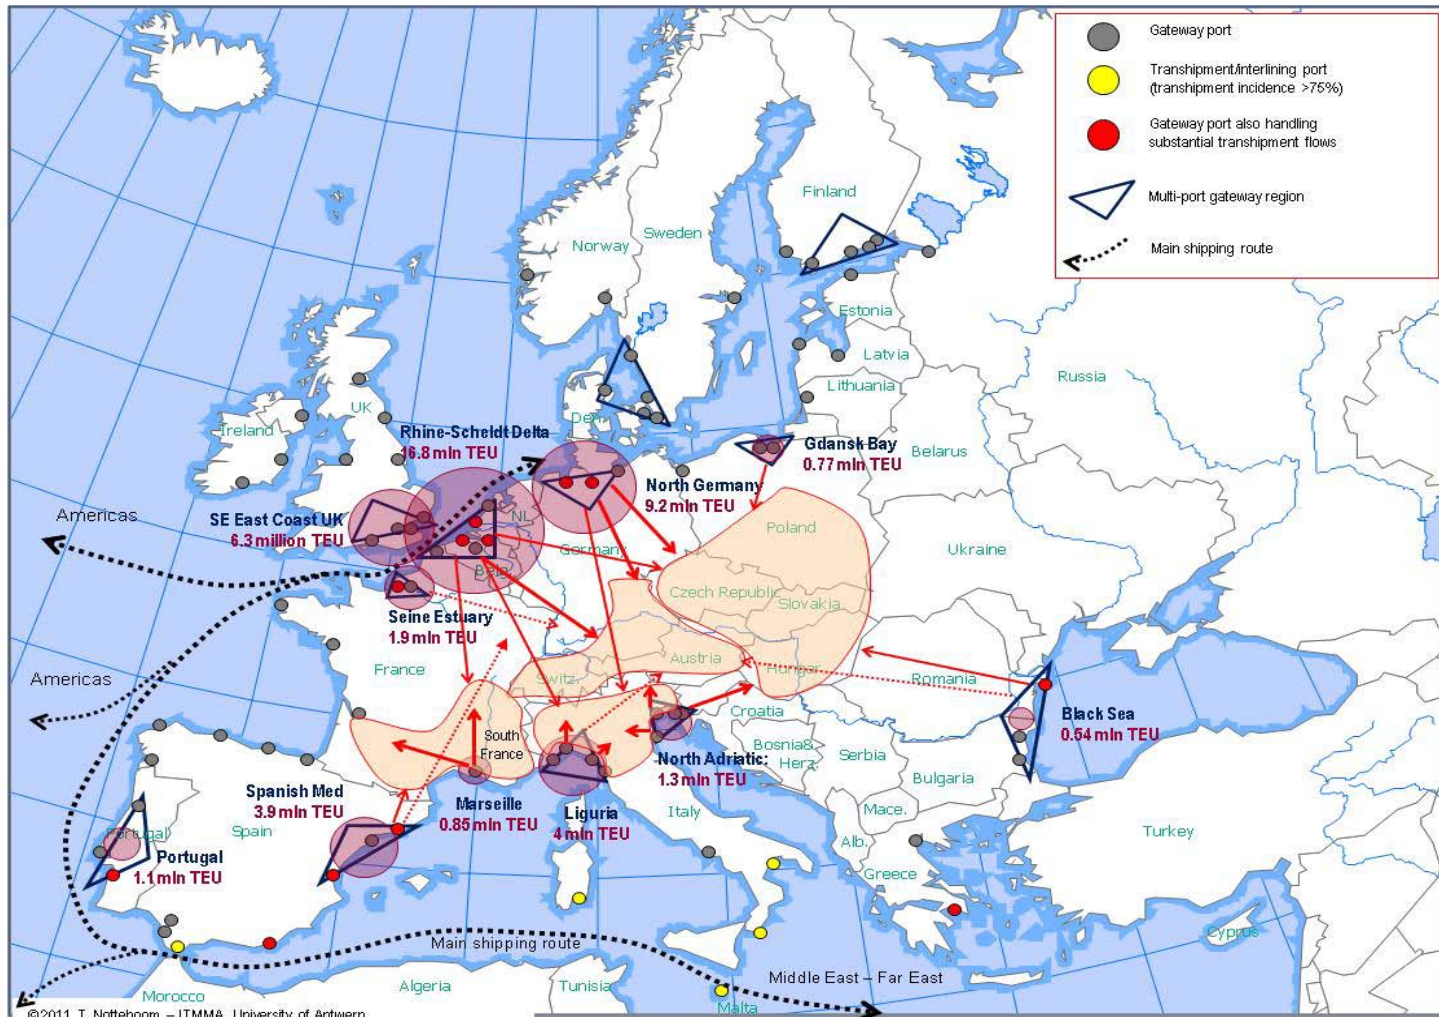 Gateway port
Transhipment/interlining port
(transhipment incidence >75%)
Gateway port also handling
substantial transhipment flows
Multi-port gateway region
Main shipping route
Finland
Norway
Sweden
Estonia
Latvia
Lithuania
Russia
Den.
UK
Ireland
Rhine-Scheldt Delta
16.8 mln TEU
Gdansk Bay
0.77 mln TEU
Belarus
North Germany
9.2 mln TEU
SE East Coast UK
6.3 million TEU
Americas
NL
Germany
Poland
Ukraine
Belg.
Czech Republic
Slovakia
Seine Estuary
1.9 mln TEU
France
Austria
Switz.
Hungar
Romania
Americas
Croatia
South
France
Black Sea
0.54 mln TEU
Bosnia&
Herz.
Serbia
North Adriatic:
1.3 mln TEU
Bulgaria
Spanish Med
3.9 mln TEU
Marseille
0.85 mln TEU
Liguria
4 mln TEU
Italy
Mace.
Alb.
Turkey
Portugal
Spain
Portugal
1.1 mln TEU
Greece
Cyprus
Main shipping route
Middle East – Far East
Morocco
Algeria
Tunisia
Malta
©2011 T. Notteboom – ITMMA, University of Antwerp